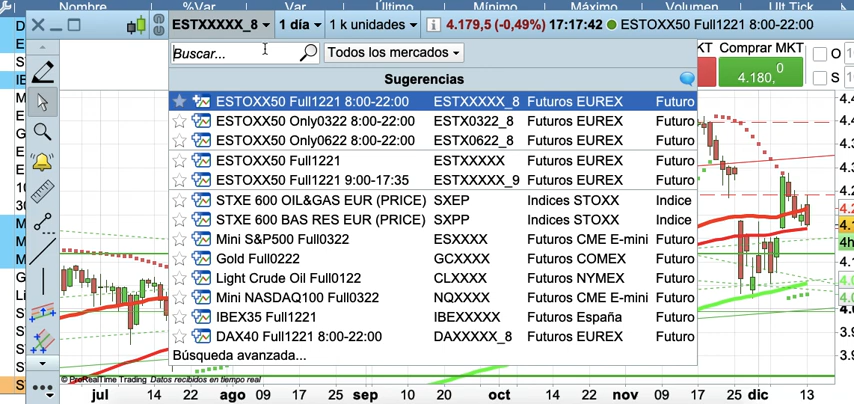 Nombre Var Último Var Mínimo Máximo Volumen Ult Tick
ESTXXXXX_8 1 día 1 k unidades 4.179,5 (-0,49%) 17:17:42 ESTOXX50 Full1221 8:00-22:00
Buscar... Todos los mercados
Comprar MKT
4.180,0
Sugerencias
ESTOXX50 Full1221 8:00-22:00 ESTXXXXX_8 Futuros EUREX Futuro
ESTOXX50 Only0322 8:00-22:00 ESTX0322_8 Futuros EUREX Futuro
ESTOXX50 Only0622 8:00-22:00 ESTX0622_8 Futuros EUREX Futuro
ESTOXX50 Full1221 ESTXXXXX Futuros EUREX Futuro
ESTOXX50 Full1221 9:00-17:35 ESTXXXXX_9 Futuros EUREX Futuro
STXE 600 OIL&GAS EUR (PRICE) SXEP Indices STOXX Indice
STXE 600 BAS RES EUR (PRICE) SXPP Indices STOXX Indice
Mini S&P500 Full0322 ESXXXX Futuros CME E-mini Futuro
Gold Full0222 GCXXXX Futuros COMEX Futuro
Light Crude Oil Full0122 CLXXXX Futuros NYMEX Futuro
Mini NASDAQ100 Full0322 NQXXXX Futuros CME E-mini Futuro
IBEX35 Full1221 IBEXXXXX Futuros España Futuro
DAX40 Full1221 8:00-22:00 DAXXXXX_8 Futuros EUREX Futuro
Búsqueda avanzada...
© ProRealTime Trading Datos recibidos en tiempo real
jul 14 22 ago 09 17 25 sep 13 20 oct 10 17 25 nov 09 17 25 dic 13